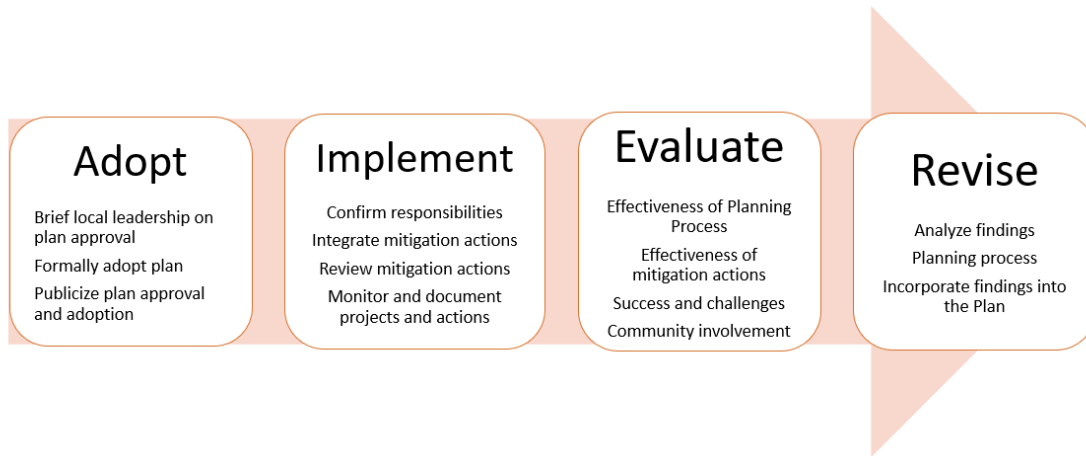 Adopt
Brief local leadership on
plan approval
Formally adopt plan
Publicize plan approval
and adoption
Implement
Confirm responsibilities
Integrate mitigation actions
Review mitigation actions
Monitor and document
projects and actions
Evaluate
Effectiveness of Planning
Process
Effectiveness of
mitigation actions
Success and challenges
Community involvement
Revise
Analyze findings
Planning process
Incorporate findings into
the Plan